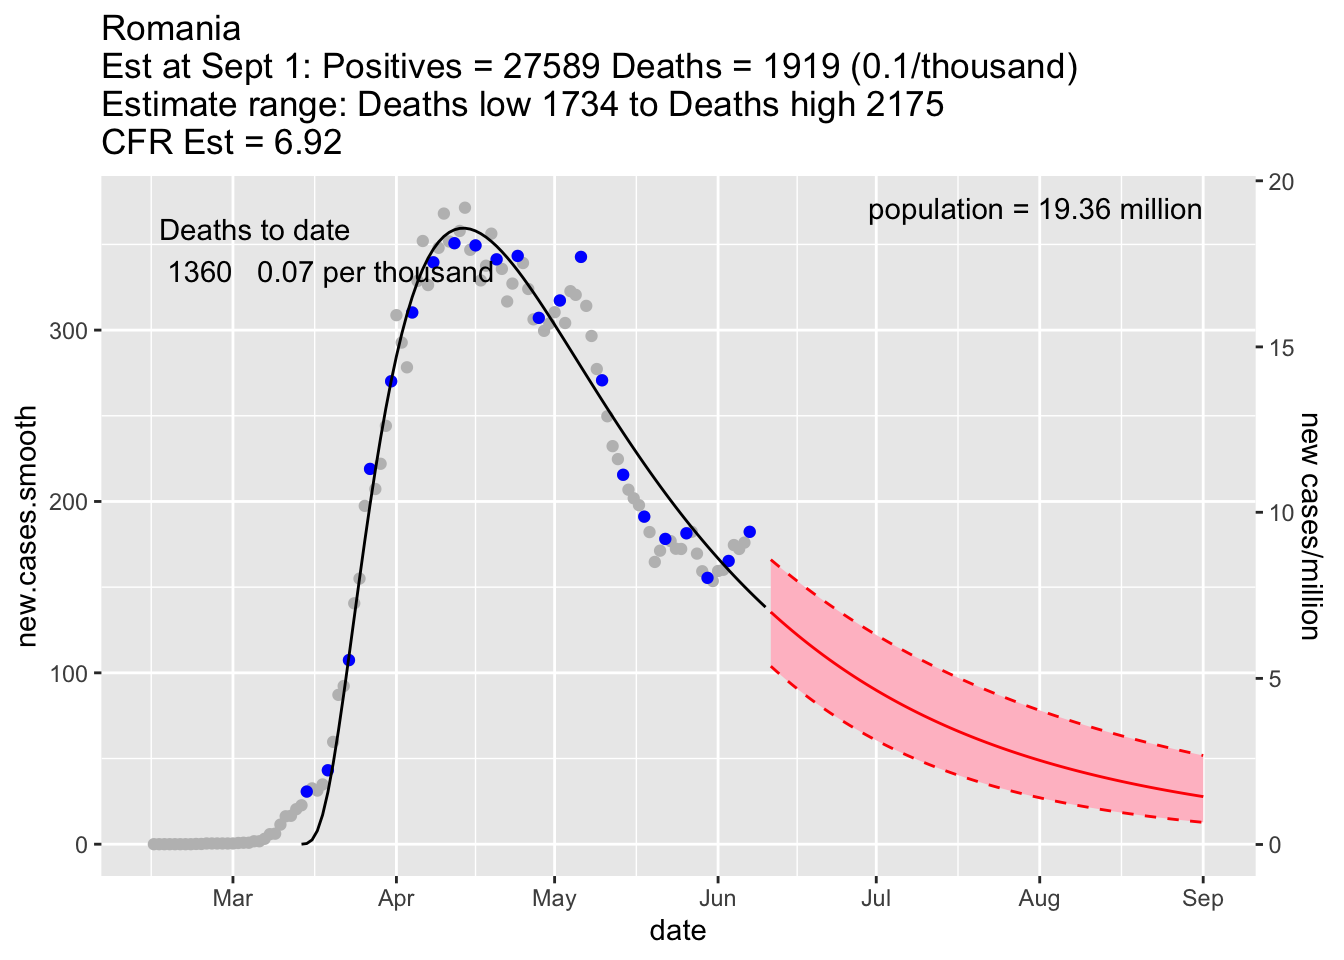 Romania
Est at Sept 1: Positives = 27589 Deaths = 1919 (0.1/thousand)
Estimate range: Deaths low 1734 to Deaths high 2175
CFR Est = 6.92
Deaths to date
1360 0.07 per thousand
population = 19.36 million
new.cases.smooth
300
200
100
0
20
15
10
5
0
new cases/million
Mar Apr May Jun Jul Aug Sep
date